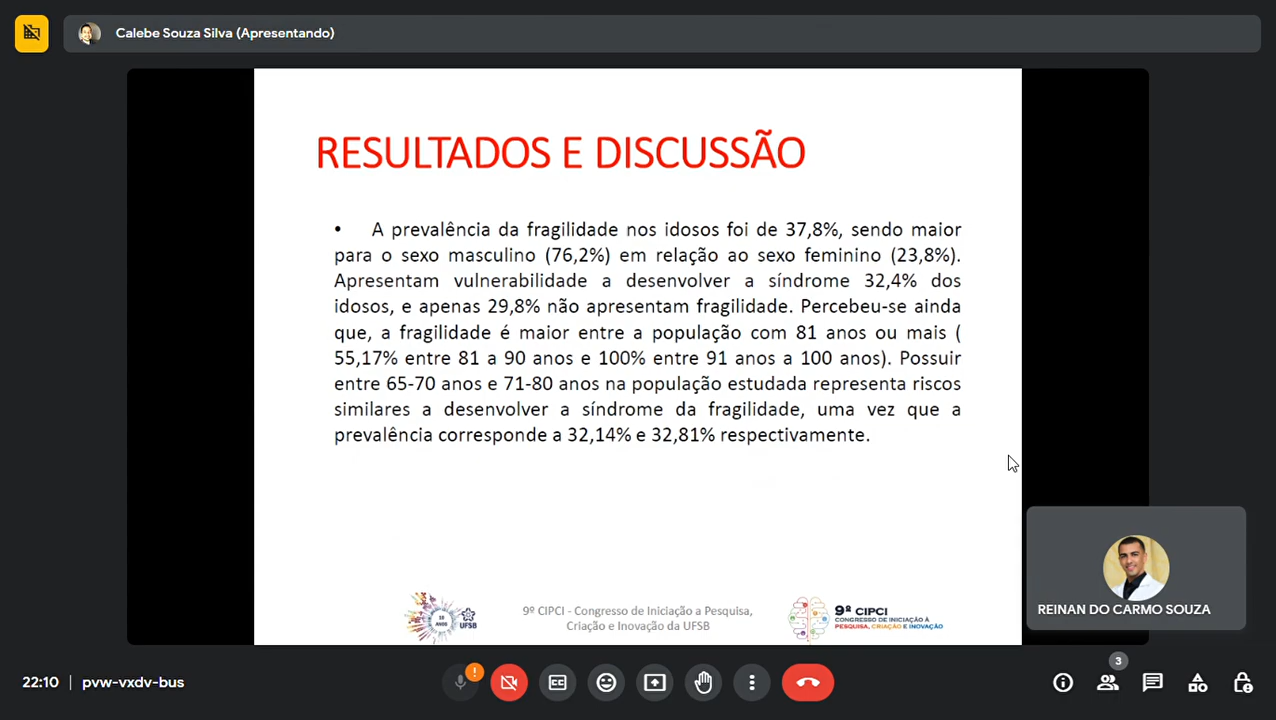 Calebe Souza Silva (Apresentando)
RESULTADOS E DISCUSSÃO
• A prevalência da fragilidade nos idosos foi de 37,8%, sendo maior
para o sexo masculino (76,2%) em relação ao sexo feminino (23,8%).
Apresentam vulnerabilidade a desenvolver a síndrome 32,4% dos
idosos, e apenas 29,8% não apresentam fragilidade. Percebeu-se ainda
que, a fragilidade é maior entre a população com 81 anos ou mais (
55,17% entre 81 a 90 anos e 100% entre 91 anos a 100 anos). Possuir
entre 65-70 anos e 71-80 anos na população estudada representa riscos
similares a desenvolver a síndrome da fragilidade, uma vez que a
prevalência corresponde a 32,14% e 32,81% respectivamente.
REINAN DO CARMO SOUZA
10 ANOS
UFSB
9º CIPCI - Congresso de Iniciação a Pesquisa,
Criação e Inovação da UFSB
9º CIPCI
CONGRESSO DE INICIAÇÃO À
PESQUISA, CRIAÇÃO E INOVAÇÃO
22:10 | pvw-vxdv-bus
3